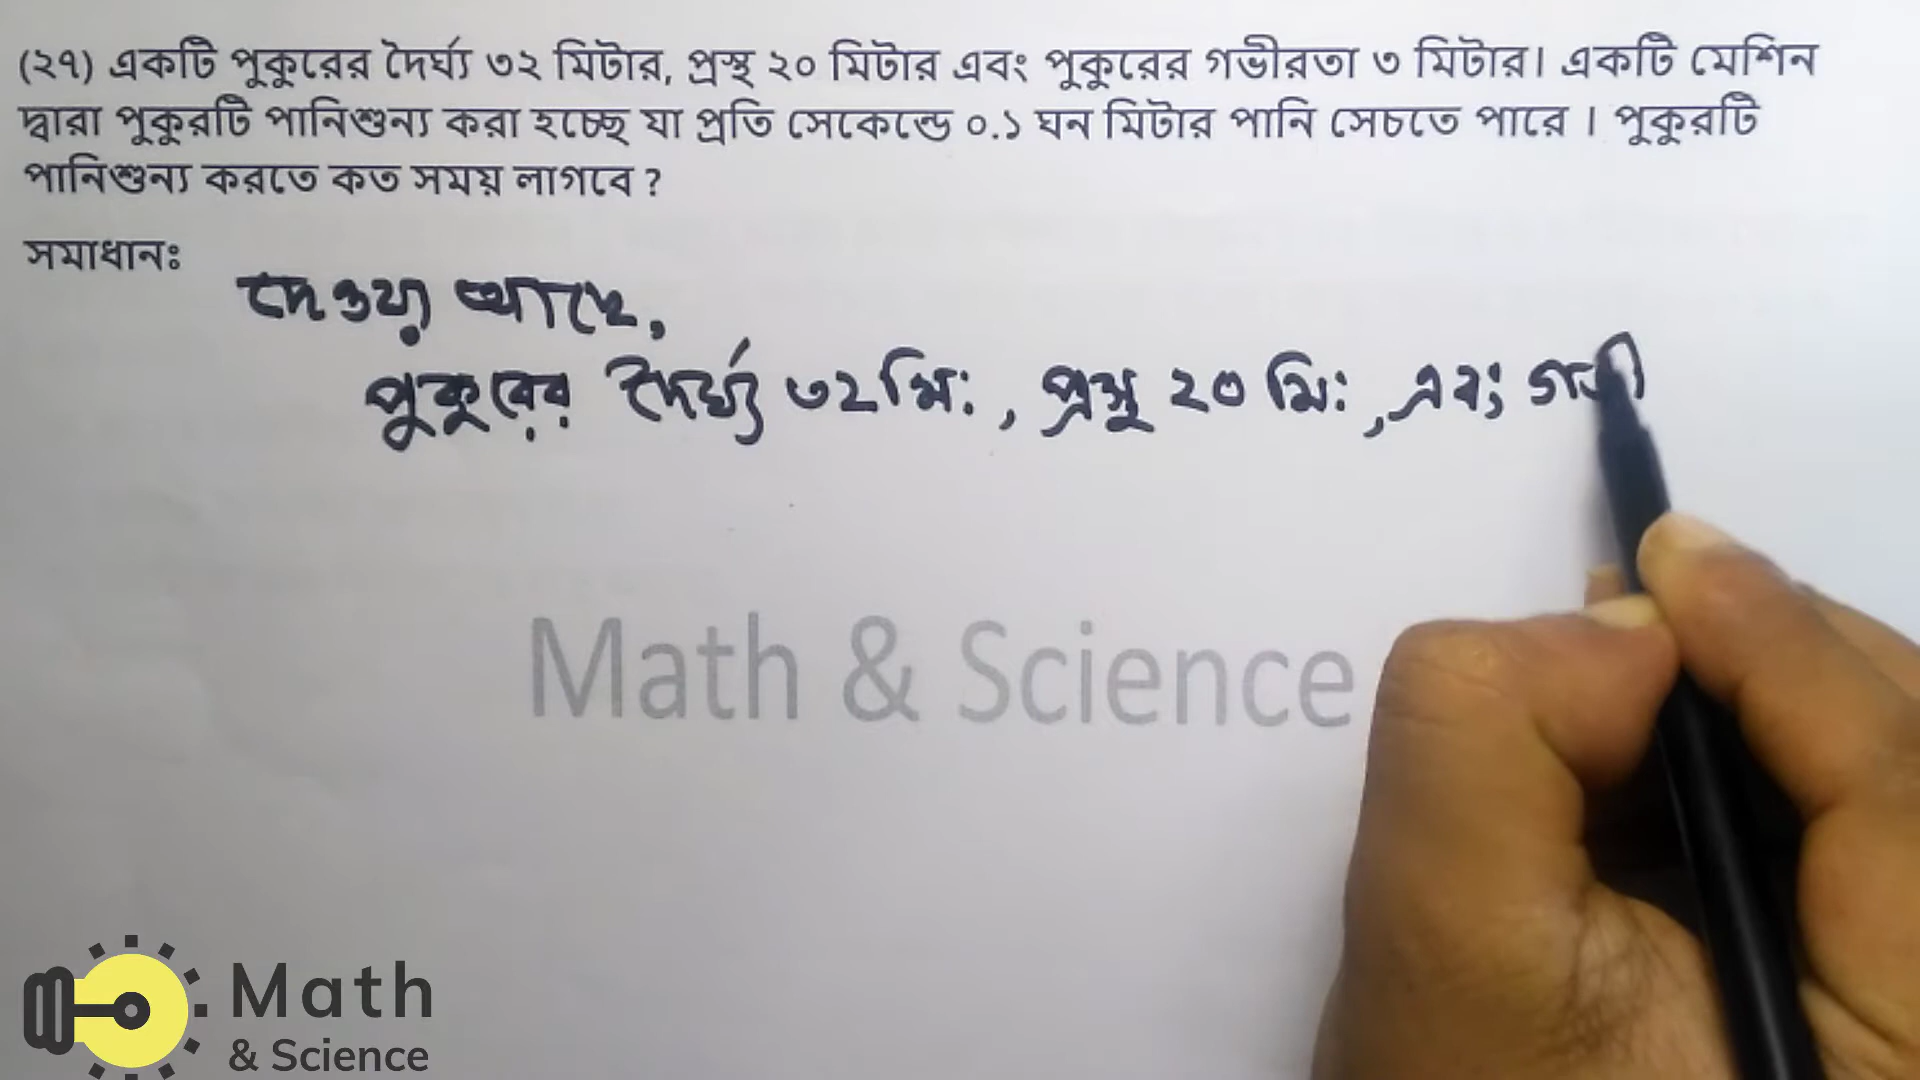 (২৭) একটি পুকুরের দৈর্ঘ্য ৩২ মিটার, প্রস্থ ২০ মিটার এবং পুকুরের গভীরতা ৩ মিটার। একটি মেশিন
দ্বারা পুকুরটি পানিশুন্য করা হচ্ছে যা প্রতি সেকেন্ডে ০.১ ঘন মিটার পানি সেচতে পারে । পুকুরটি
পানিশুন্য করতে কত সময় লাগবে ?
সমাধানঃ
দেওয়া আছে,
পুকুরের দৈর্ঘ্য ৩২ মি: , প্রস্থ ২০ মি: , এবং
Math & Science
Math
& Science